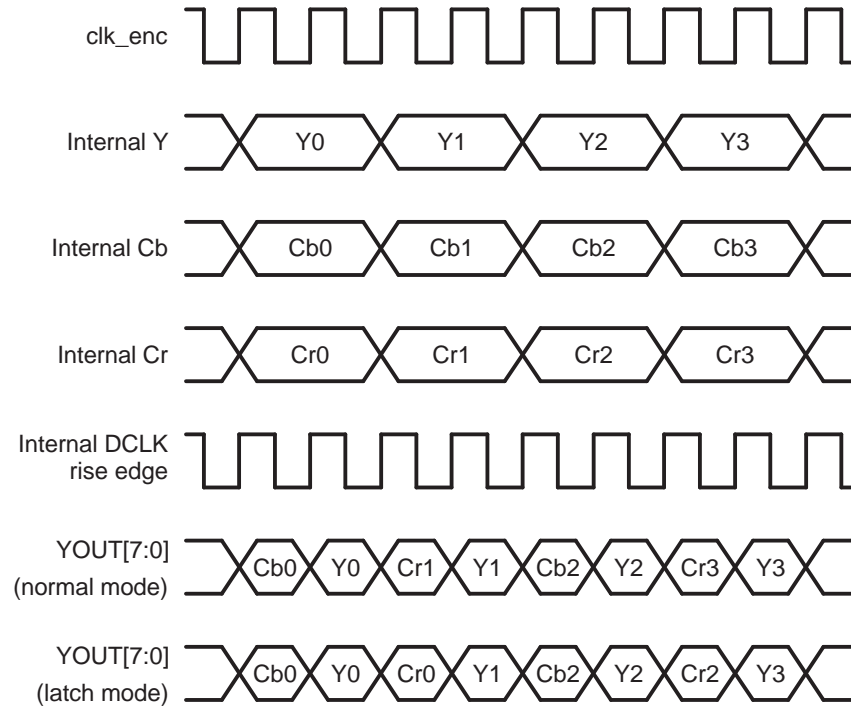 clk_enc
Internal Y
Y0 Y1 Y2 Y3
Internal Cb
Cb0 Cb1 Cb2 Cb3
Internal Cr
Cr0 Cr1 Cr2 Cr3
Internal DCLK
rise edge
YOUT[7:0]
(normal mode)
Cb0 Y0 Cr1 Y1 Cb2 Y2 Cr3 Y3
YOUT[7:0]
(latch mode)
Cb0 Y0 Cr0 Y1 Cb2 Y2 Cr2 Y3